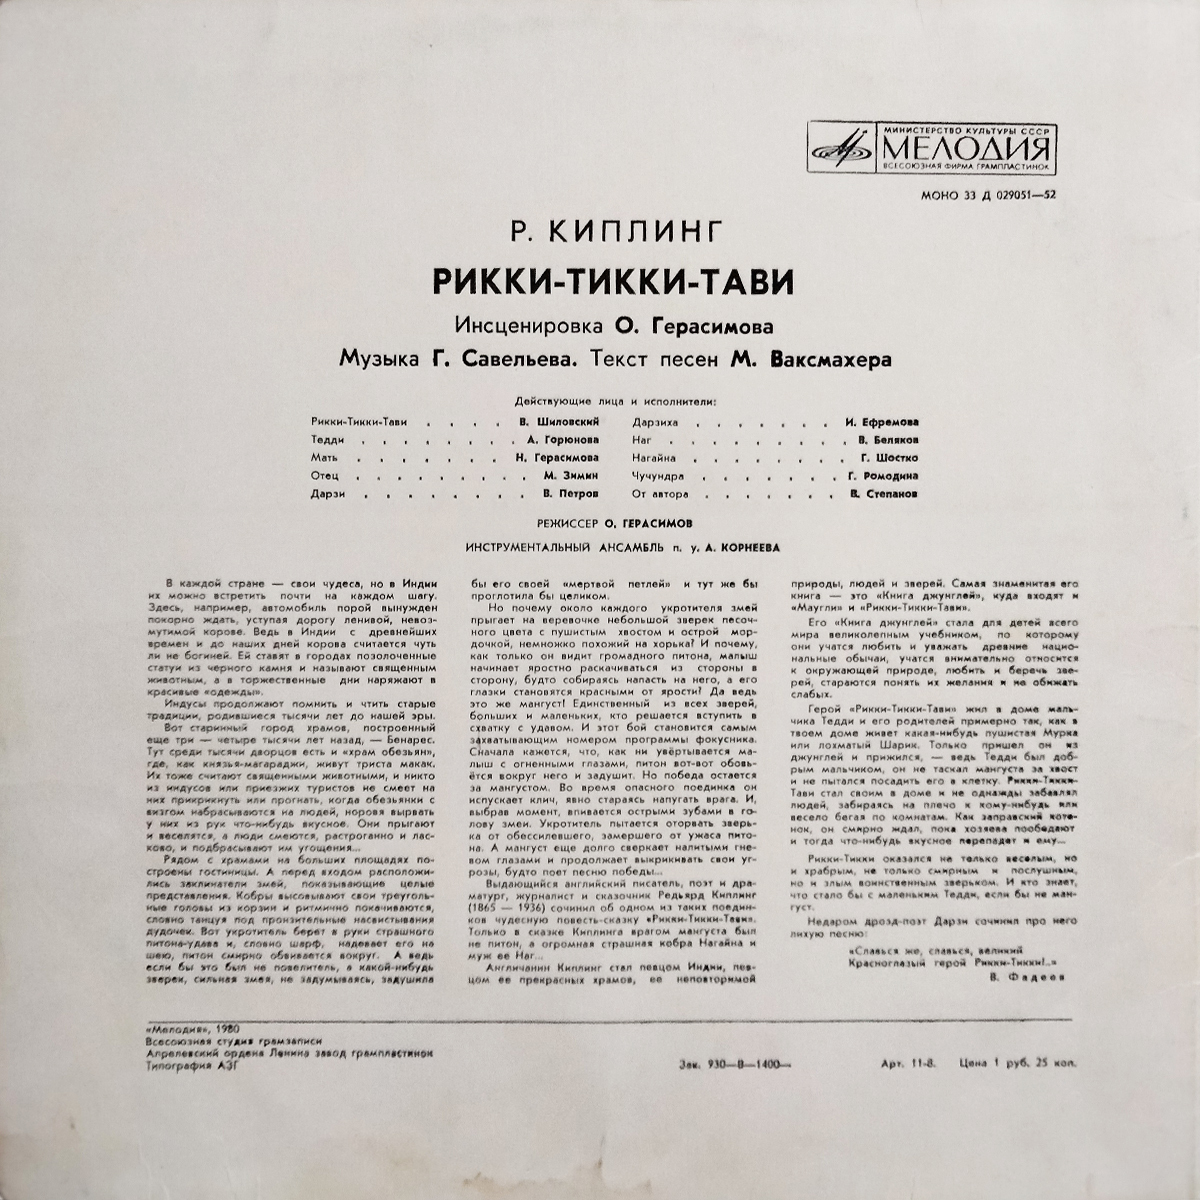 МИНИСТЕРСТВО КУЛЬТУРЫ СССР
МЕЛОДИЯ
ВСЕСОЮЗНАЯ ФИРМА ГРАМПЛАСТИНОК
МОНО 33 Д 029051—52
Р. КИПЛИНГ
РИККИ-ТИККИ-ТАВИ
Инсценировка О. Герасимова
Музыка Г. Савельева. Текст песен М. Ваксмахера
Действующие лица и исполнители:
Рикки-Тикки-Тави . . . . В. Шиловский
Тедди . . . . . . . . А. Горюнова
Мать . . . . . . . Н. Герасимова
Отец . . . . . . . . . М. Зимин
Дарзи . . . . . . . . В. Петров
Дарзиха . . . . . . . И. Ефремова
Наг . . . . . . . . . В. Беляков
Нагайна . . . . . . . . Г. Шостко
Чучундра . . . . . . . Г. Ромодина
От автора . . . . . . . В. Степанов
РЕЖИССЕР О. ГЕРАСИМОВ
ИНСТРУМЕНТАЛЬНЫЙ АНСАМБЛЬ п. у. А. КОРНЕЕВА
В каждой стране — свои чудеса, но в Индии
их можно встретить почти на каждом шагу.
Здесь, например, автомобиль порой вынужден
покорно ждать, уступая дорогу ленивой, невоз-
мутимой корове. Ведь в Индии с древнейших
времен и до наших дней корова считается чуть
ли не богиней. Ей ставят в городах позолоченные
статуи из черного камня и называют священным
животным, а в торжественные дни наряжают в
красивые «одежды».
Индусы продолжают помнить и чтить старые
традиции, родившиеся тысячи лет до нашей эры.
Вот старинный город храмов, построенный
еще три — четыре тысячи лет назад, — Бенарес.
Тут среди тысячи дворцов есть и «храм обезьян»,
где, как князья-магараджи, живут триста макак.
Их тоже считают священными животными, и никто
из индусов или приезжих туристов не смеет на
них прикрикнуть или прогнать, когда обезьянки с
визгом набрасываются на людей, норовя вырвать
у них из рук что-нибудь вкусное. Они прыгают
и веселятся, а люди смеются, растроганно и лас-
ково, и подбрасывают им угощения...
Рядом с храмами на больших площадях по-
строены гостиницы. А перед входом расположи-
лись заклинатели змей, показывающие целые
представления. Кобры высовывают свои треуголь-
ные головы из корзин и ритмично покачиваются,
словно танцуя под пронзительные насвистывания
дудочек. Вот укротитель берет в руки страшного
питона-удава и, словно шарф, надевает его на
шею, питон смирно обвивается вокруг. А ведь
если бы это был не повелитель, а какой-нибудь
зверек, сильная змея, не задумываясь, задушила
бы его своей «мертвой петлей» и тут же бы
проглотила бы целиком.
Но почему около каждого укротителя змей
прыгает на веревочке небольшой зверек песоч-
ного цвета с пушистым хвостом и острой мор-
дочкой, немножко похожий на хорька? И почему,
как только он видит громадного питона, малыш
начинает яростно раскачиваться из стороны в
сторону, будто собираясь напасть на него, а его
глазки становятся красными от ярости? Да ведь
это же мангуст! Единственный из всех зверей,
больших и маленьких, кто решается вступить в
схватку с удавом. И этот бой становится самым
захватывающим номером программы фокусника.
Сначала кажется, что, как ни увёртывается ма-
лыш с огненными глазами, питон вот-вот обовь-
ётся вокруг него и задушит. Но победа остается
за мангустом. Во время опасного поединка он
испускает клич, явно стараясь напугать врага. И,
выбрав момент, впивается острыми зубами в го-
лову змеи. Укротитель пытается оторвать зверь-
ка от обессилевшего, замершего от ужаса пито-
на. А мангуст еще долго сверкает налитыми гне-
вом глазами и продолжает выкрикивать свои уг-
розы, будто поет песню победы...
Выдающийся английский писатель, поэт и дра-
матург, журналист и сказочник Редьярд Киплинг
(1865 — 1936) сочинил об одном из таких поедин-
ков чудесную повесть-сказку «Рикки-Тикки-Тави».
Только в сказке Киплинга врагом мангуста был
не питон, а огромная страшная кобра Нагайна и
муж ее Наг...
Англичанин Киплинг стал певцом Индии, пев-
цом ее прекрасных храмов, ее неповторимой
природы, людей и зверей. Самая знаменитая его
книга — это «Книга джунглей», куда входят и
«Маугли» и «Рикки-Тикки-Тави».
Его «Книга джунглей» стала для детей всего
мира великолепным учебником, по которому
они учатся любить и уважать древние нацио-
нальные обычаи, учатся внимательно относится
к окружающей природе, любить и беречь зве-
рей, стараются понять их желания и не обижать
слабых.
Герой «Рикки-Тикки-Тави» жил в доме маль-
чика Тедди и его родителей примерно так, как в
твоем доме живет какая-нибудь пушистая Мурка
или лохматый Шарик. Только пришел он из
джунглей и прижился, — ведь Тедди был доб-
рым мальчиком, он не таскал мангуста за хвост
и не пытался посадить его в клетку. Рикки-Тикки-
Тави стал своим в доме и не однажды забавлял
людей, забираясь на плечо к кому-нибудь или
весело бегая по комнатам. Как заправский коте-
нок, он смирно ждал, пока хозяева пообедают
и тогда что-нибудь вкусное перепадет и ему...
Рикки-Тикки оказался не только веселым, но
и храбрым, не только смирным и послушным,
но и злым воинственным зверьком. И кто знает,
что стало бы с маленьким Тедди, если бы не ман-
густ.
Недаром дрозд-поэт Дарзи сочинил про него
лихую песню:
«Славься же, славься, великий
Красноглазый герой Рикки-Тикки!..»
В. Фадеев
«Мелодия», 1980
Всесоюзная студия грамзаписи
Апрелевский ордена Ленина завод грампластинок
Типография АЗГ
Зак. 930—В—1400—
Арт. 11-8. Цена 1 руб. 25 коп.